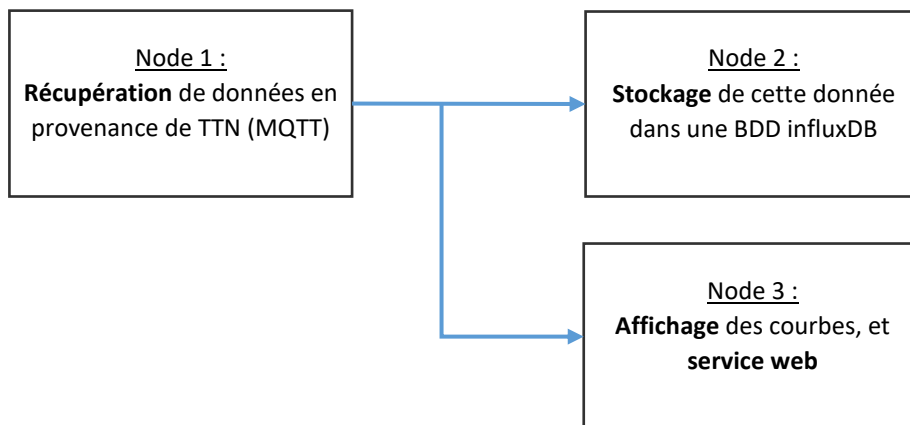 Node 1 :
Récupération de données en
provenance de TTN (MQTT)
Node 2 :
Stockage de cette donnée
dans une BDD influxDB
Node 3 :
Affichage des courbes, et
service web